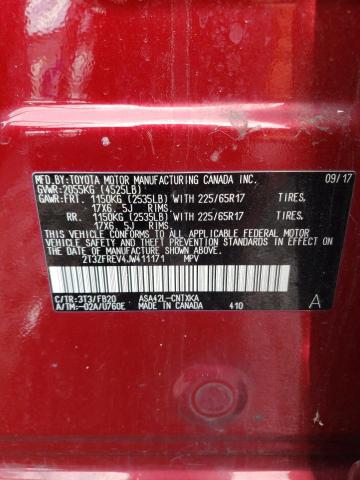 MFD.BY:TOYOTA MOTOR MANUFACTURING CANADA INC. 09/17
GVWR:2055KG (4525LB)
GAWR:FRT. 1150KG (2535LB) WITH 225/65R17 TIRES,
17X6. 5J RIMS
RR. 1150KG (2535LB) WITH 225/65R17 TIRES,
17X6. 5J RIMS
THIS VEHICLE CONFORMS TO ALL APPLICABLE
FEDERAL MOTOR VEHICLE SAFETY STANDARDS IN EFFECT ON THE
DATE OF MANUFACTURE SHOWN ABOVE.
2T3ZFREV4JW411171 MPV
C/TR:3T3/FB20 ASA42L-CNTXKA A
A/TM:-02A/U760E MADE IN CANADA 410